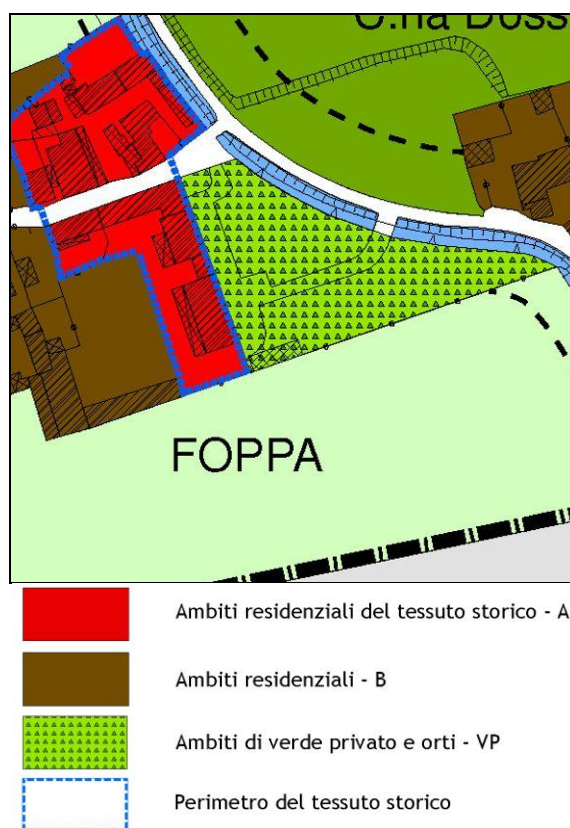 C.na Doss
FOPPA
Ambiti residenziali del tessuto storico - A
Ambiti residenziali - B
Ambiti di verde privato e orti - VP
Perimetro del tessuto storico